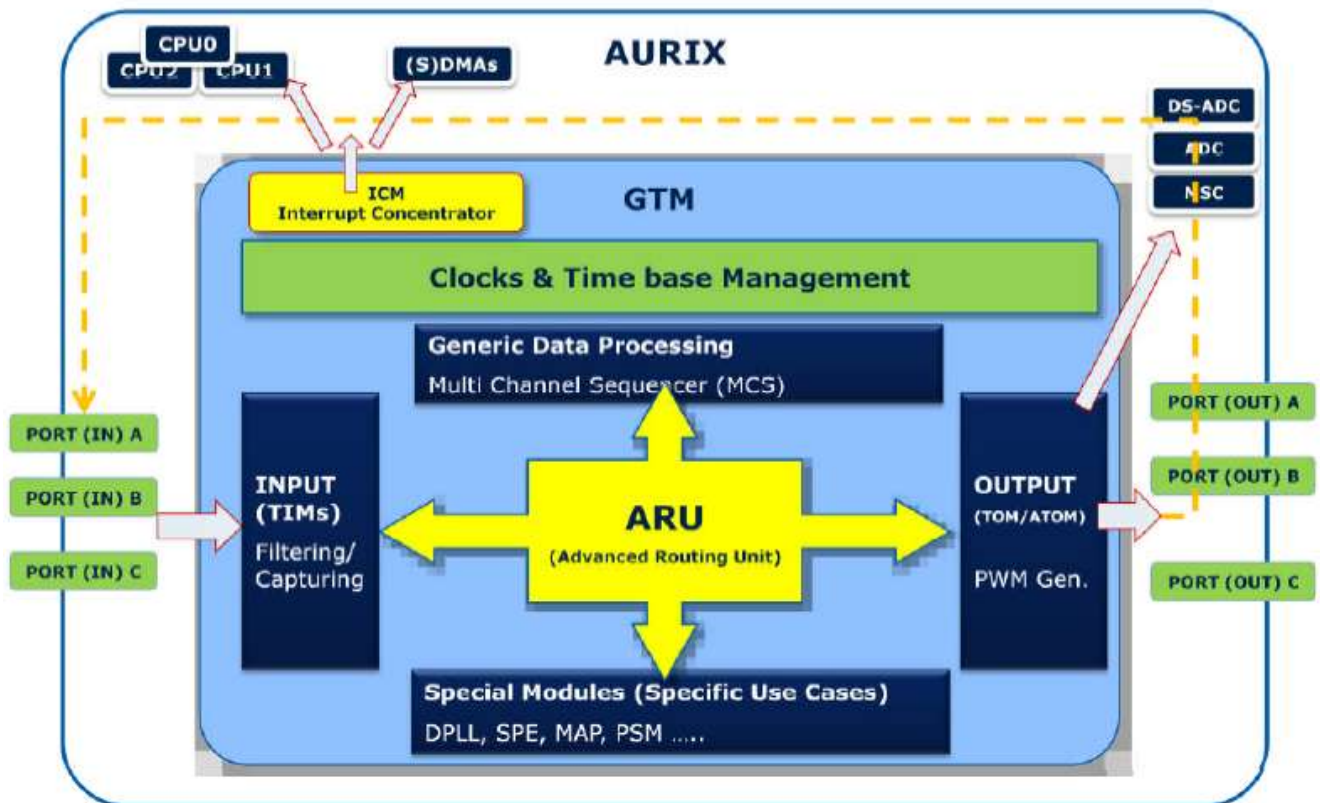 AURIX
CPU0
CPU2
CPU1
(S)DMAs
DS-ADC
ADC
MSC
ICM
Interrupt Concentrator
GTM
Clocks & Time base Management
Generic Data Processing
Multi Channel Sequencer (MCS)
PORT (IN) A
PORT (IN) B
PORT (IN) C
INPUT
(TIMs)
Filtering/
Capturing
ARU
(Advanced Routing Unit)
OUTPUT
(TOM/ATOM)
PWM Gen.
PORT (OUT) A
PORT (OUT) B
PORT (OUT) C
Special Modules (Specific Use Cases)
DPLL, SPE, MAP, PSM .....